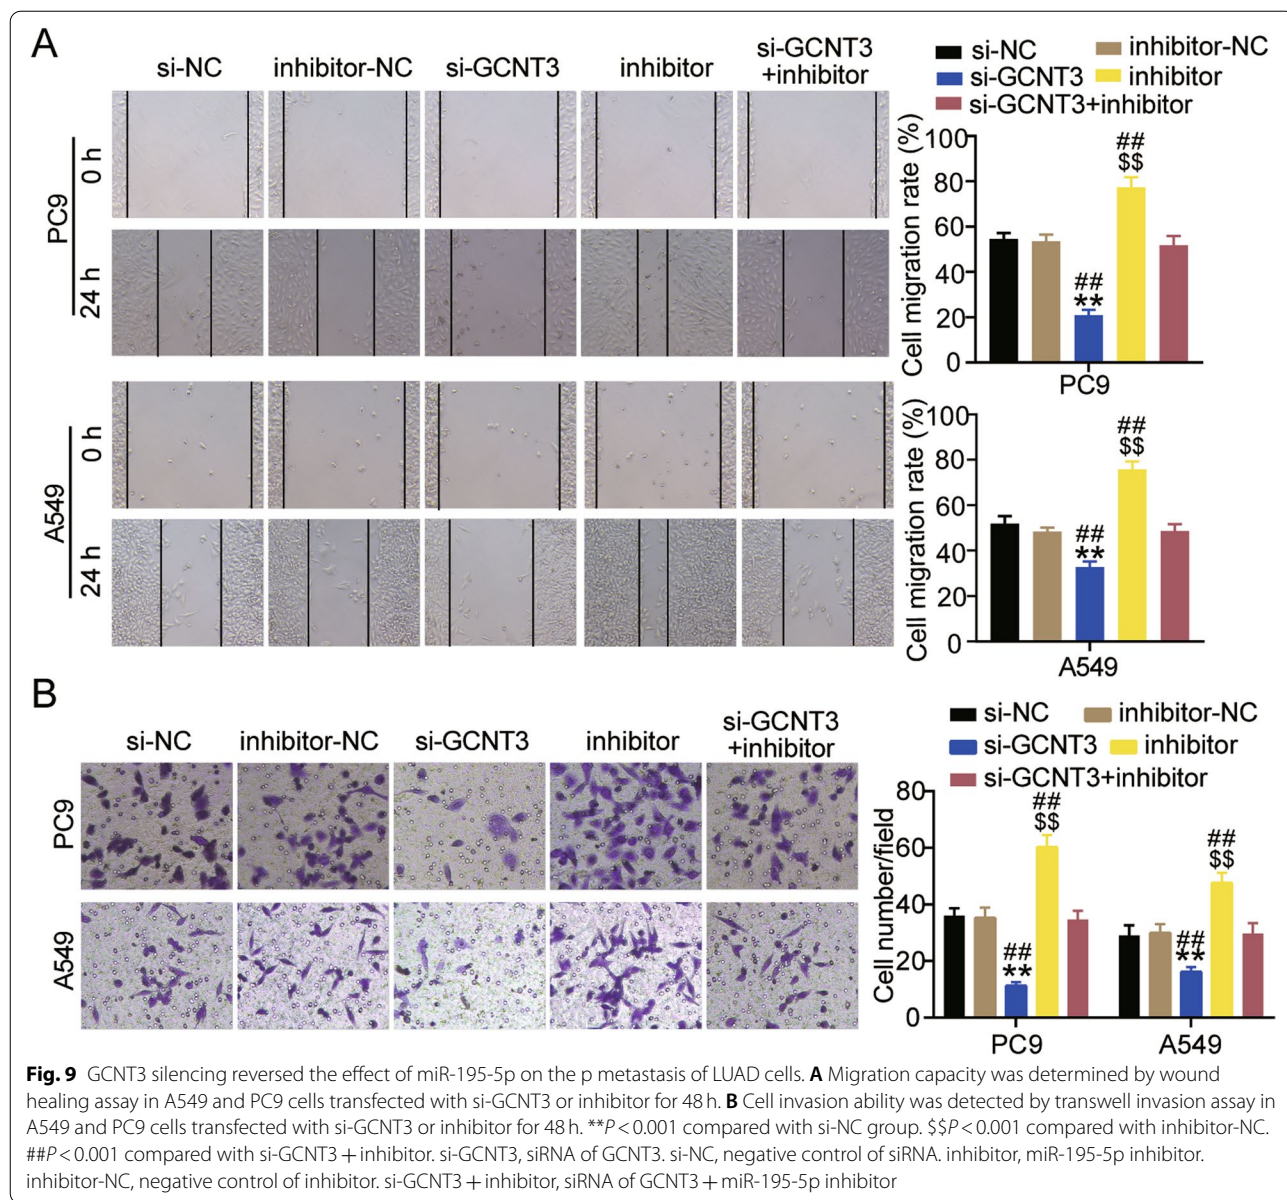 A
si-NC
inhibitor-NC
si-GCNT3
inhibitor
si-GCNT3
+inhibitor
PC9
0 h
24 h
A549
0 h
24 h
si-NC
inhibitor-NC
si-GCNT3
inhibitor
si-GCNT3+inhibitor
Cell migration rate (%)
100
80
60
40
20
0
##
**
##
$$
PC9
Cell migration rate (%)
100
80
60
40
20
0
##
**
##
$$
A549
B
si-NC
inhibitor-NC
si-GCNT3
inhibitor
si-GCNT3
+inhibitor
PC9
A549
si-NC
inhibitor-NC
si-GCNT3
inhibitor
si-GCNT3+inhibitor
Cell number/field
80
60
40
20
0
##
**
##
$$
##
**
##
$$
PC9
A549
Fig. 9 GCNT3 silencing reversed the effect of miR-195-5p on the p metastasis of LUAD cells. A Migration capacity was determined by wound
healing assay in A549 and PC9 cells transfected with si-GCNT3 or inhibitor for 48 h. B Cell invasion ability was detected by transwell invasion assay in
A549 and PC9 cells transfected with si-GCNT3 or inhibitor for 48 h. **P < 0.001 compared with si-NC group. $$P < 0.001 compared with inhibitor-NC.
##P < 0.001 compared with si-GCNT3 + inhibitor. si-GCNT3, siRNA of GCNT3. si-NC, negative control of siRNA. inhibitor, miR-195-5p inhibitor.
inhibitor-NC, negative control of inhibitor. si-GCNT3 + inhibitor, siRNA of GCNT3 + miR-195-5p inhibitor